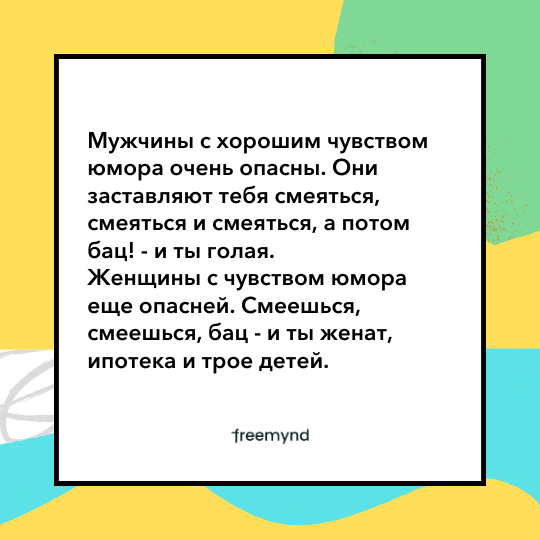 Мужчины с хорошим чувством
юмора очень опасны. Они
заставляют тебя смеяться,
смеяться и смеяться, а потом
бац! - и ты голая.
Женщины с чувством юмора
еще опасней. Смеешься,
смеешься, бац - и ты женат,
ипотека и трое детей.
freemynd